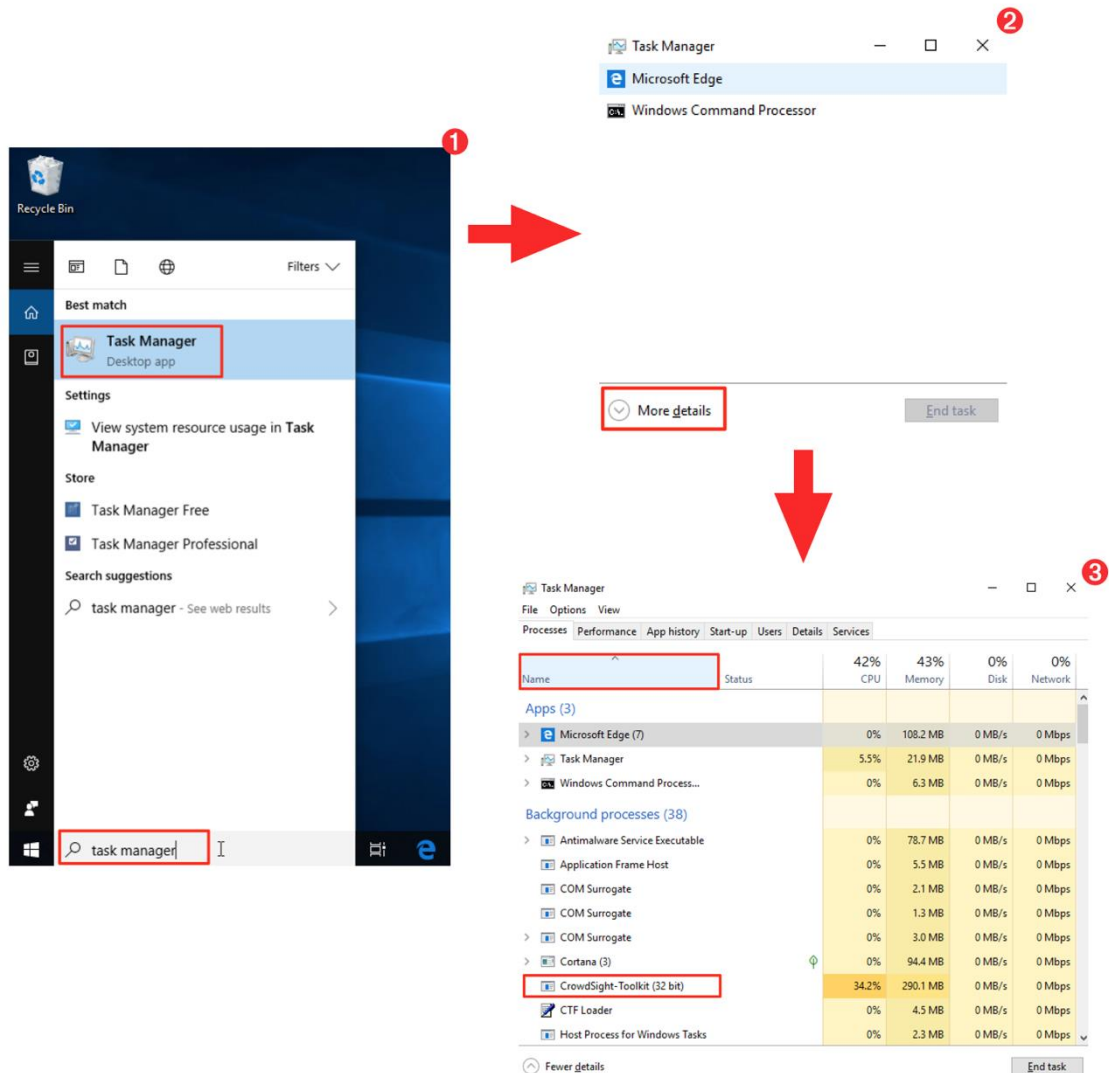 1
Recycle Bin
Filters
Best match
Task Manager
Desktop app
Settings
View system resource usage in Task
Manager
Store
Task Manager Free
Task Manager Professional
Search suggestions
task manager - See web results
task manager
2
Task Manager
Microsoft Edge
Windows Command Processor
More details
End task
3
Task Manager
File Options View
Processes Performance App history Start-up Users Details Services
42% 43% 0% 0%
Name Status CPU Memory Disk Network
Apps (3)
Microsoft Edge (7) 0% 108.2 MB 0 MB/s 0 Mbps
Task Manager 5.5% 21.9 MB 0 MB/s 0 Mbps
Windows Command Process... 0% 6.3 MB 0 MB/s 0 Mbps
Background processes (38)
Antimalware Service Executable 0% 78.7 MB 0 MB/s 0 Mbps
Application Frame Host 0% 5.5 MB 0 MB/s 0 Mbps
COM Surrogate 0% 2.1 MB 0 MB/s 0 Mbps
COM Surrogate 0% 1.3 MB 0 MB/s 0 Mbps
COM Surrogate 0% 3.0 MB 0 MB/s 0 Mbps
Cortana (3) 0% 94.4 MB 0 MB/s 0 Mbps
CrowdSight-Toolkit (32 bit) 34.2% 290.1 MB 0 MB/s 0 Mbps
CTF Loader 0% 4.5 MB 0 MB/s 0 Mbps
Host Process for Windows Tasks 0% 2.3 MB 0 MB/s 0 Mbps
Fewer details End task